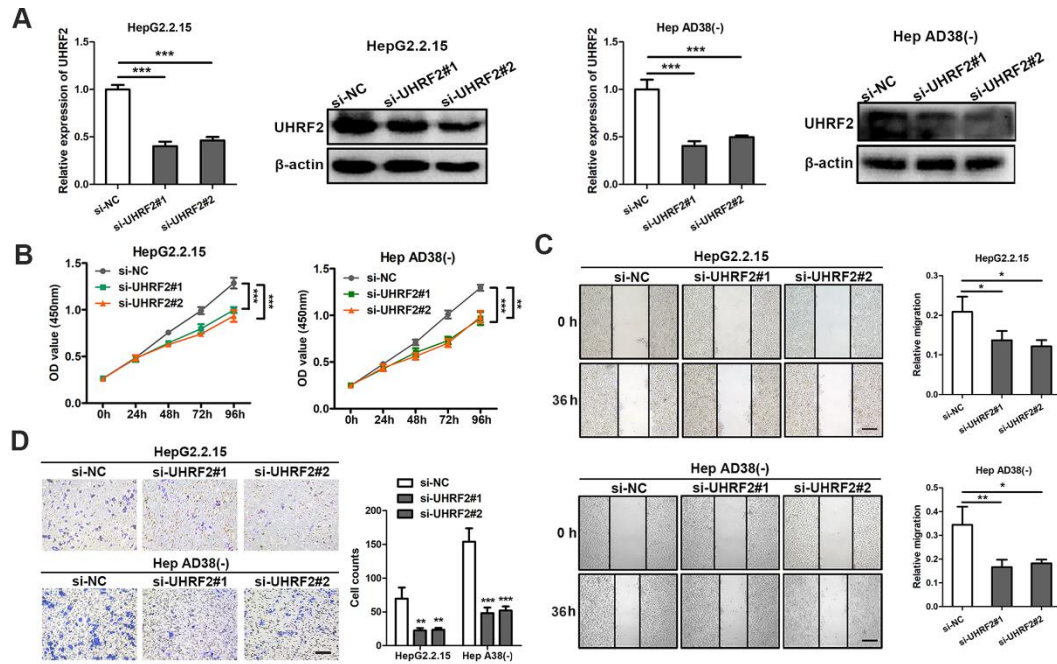 A
HepG2.2.15
Relative expression of UHRF2
1.5
1.0
0.5
0.0
***
***
si-NC
si-UHRF2#1
si-UHRF2#2
HepG2.2.15
si-NC
si-UHRF2#1
si-UHRF2#2
UHRF2
β-actin
Hep AD38(-)
Relative expression of UHRF2
1.5
1.0
0.5
0.0
***
***
si-NC
si-UHRF2#1
si-UHRF2#2
Hep AD38(-)
si-NC
si-UHRF2#1
si-UHRF2#2
UHRF2
β-actin
B
HepG2.2.15
si-NC
si-UHRF2#1
si-UHRF2#2
OD value (450nm)
1.5
1.0
0.5
0.0
0h 24h 48h 72h 96h
***
***
Hep AD38(-)
si-NC
si-UHRF2#1
si-UHRF2#2
OD value (450nm)
1.5
1.0
0.5
0.0
0h 24h 48h 72h 96h
***
**
C
HepG2.2.15
si-NC si-UHRF2#1 si-UHRF2#2
0 h
36 h
HepG2.2.15
Relative migration
0.3
0.2
0.1
0.0
*
*
si-NC
si-UHRF2#1
si-UHRF2#2
Hep AD38(-)
si-NC si-UHRF2#1 si-UHRF2#2
0 h
36h
Hep AD38(-)
Relative migration
0.5
0.4
0.3
0.2
0.1
0.0
*
**
si-NC
si-UHRF2#1
si-UHRF2#2
D
HepG2.2.15
si-NC si-UHRF2#1 si-UHRF2#2
Hep AD38(-)
si-NC si-UHRF2#1 si-UHRF2#2
si-NC
si-UHRF2#1
si-UHRF2#2
Cell counts
200
150
100
50
0
** **
*** ***
HepG2.2.15 Hep A38(-)